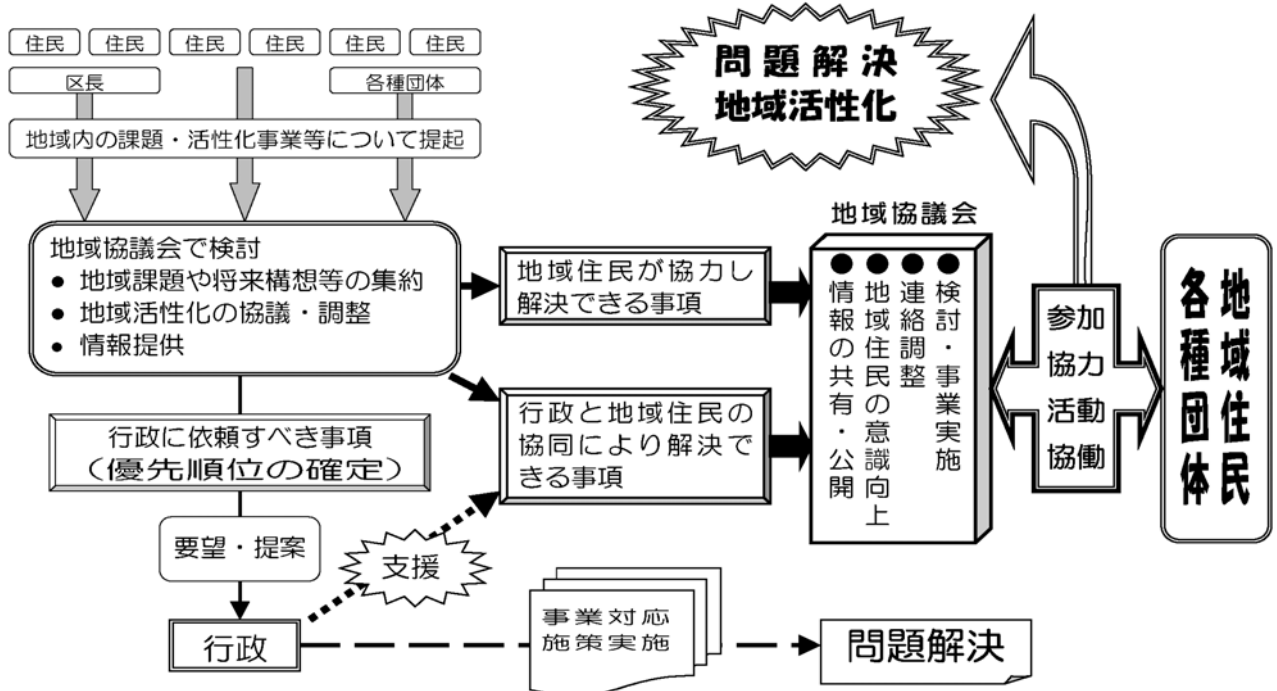 住民
住民
住民
住民
住民
住民
区長
各種団体
地域内の課題・活性化事業等について提起
地域協議会で検討
● 地域課題や将来構想等の集約
● 地域活性化の協議・調整
● 情報提供
行政に依頼すべき事項
(優先順位の確定)
要望・提案
行政
支援
事業対応
施策実施
問題解決
地域住民が協力し
解決できる事項
行政と地域住民の
協同により解決で
きる事項
地域協議会
●検討・事業実施
●連絡調整
●地域住民の意識向上
●情報の共有・公開
参加
協力
活動
協働
地域住民
各種団体
問題解決
地域活性化